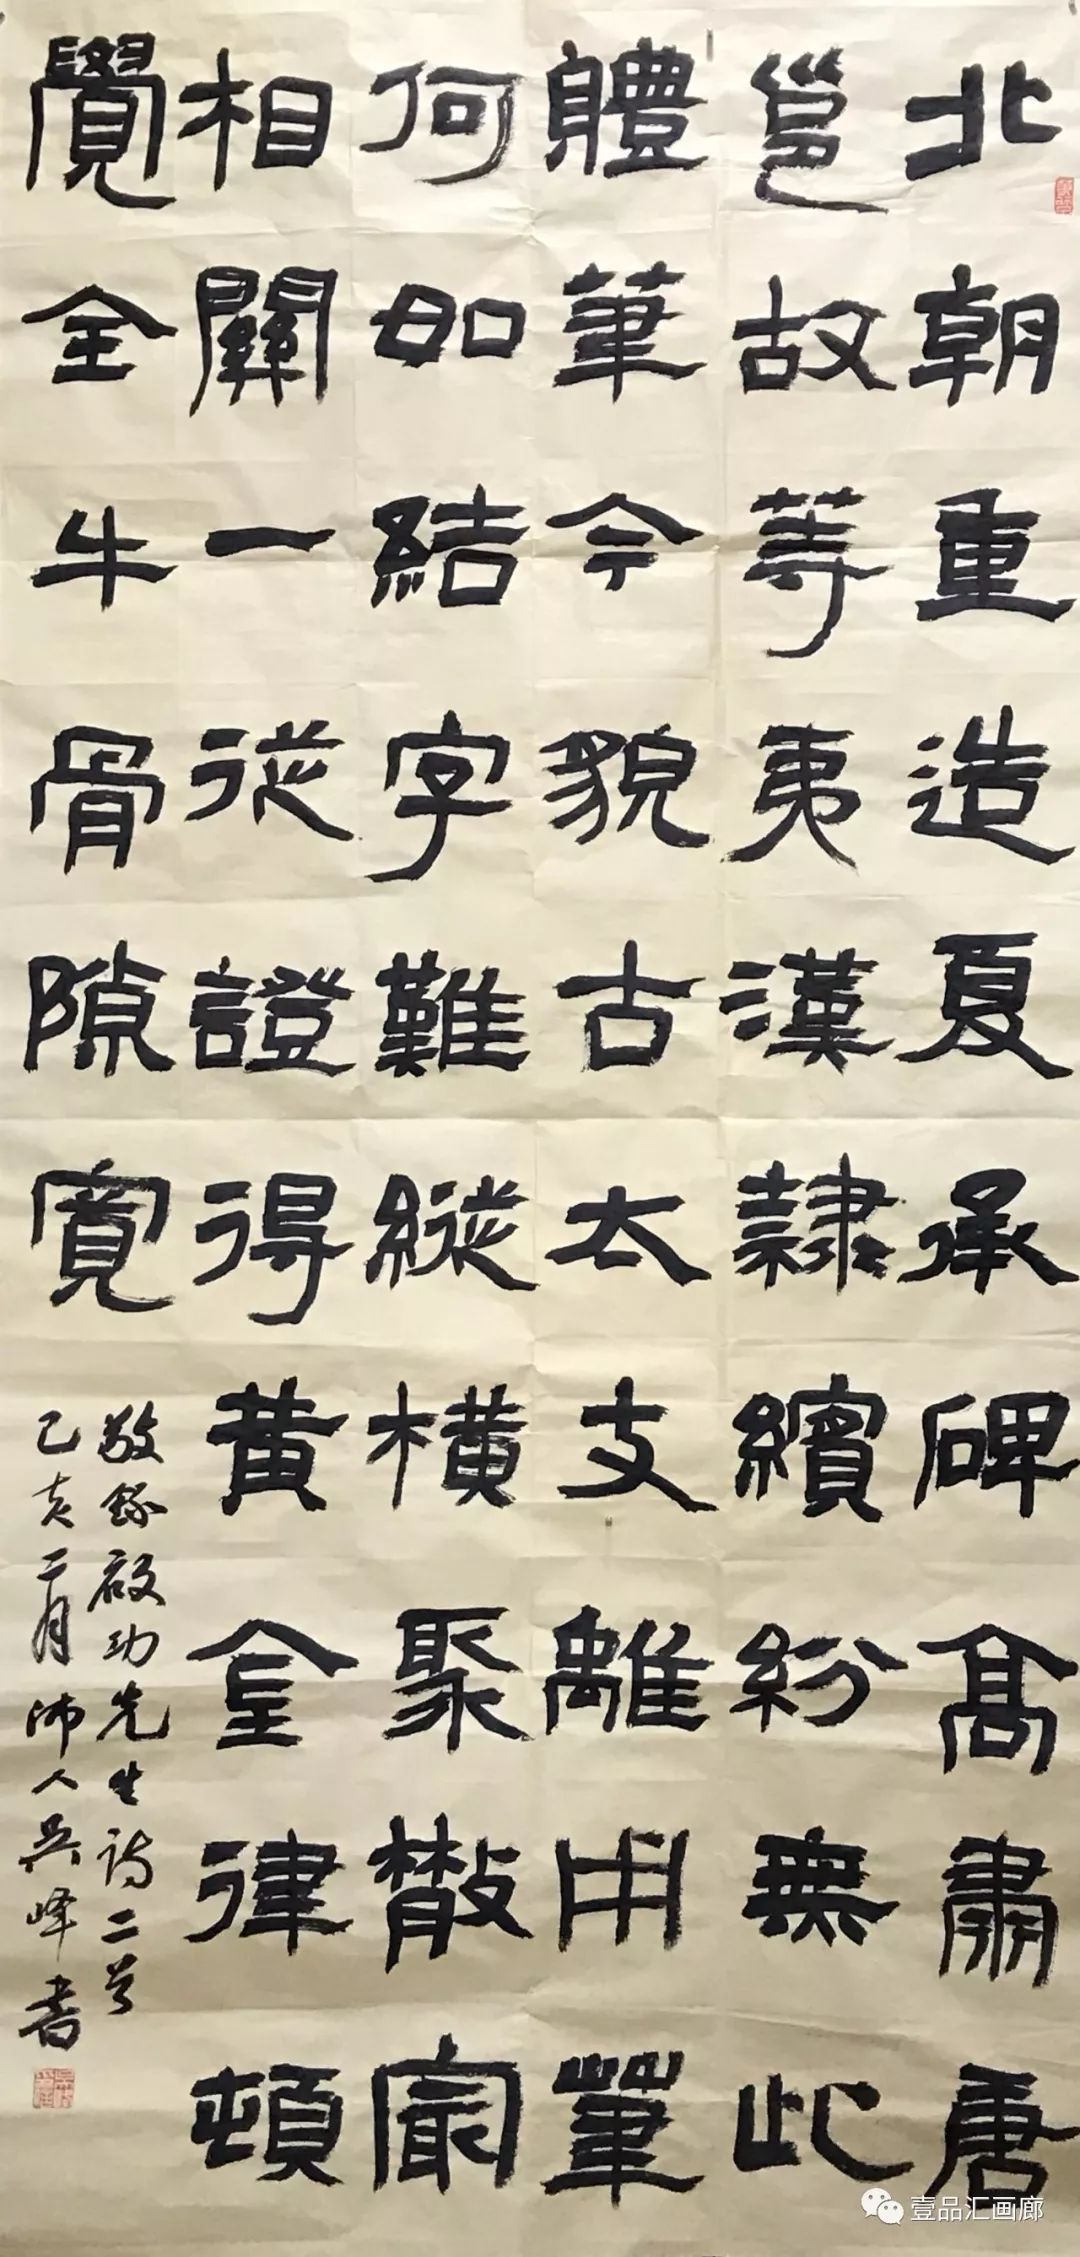 北朝重造夏承碑高肅唐
邕故等夷漢隸繽紛無此
體筆今貌古太支離用筆
何如結字難縱橫聚散最
相關一從證得黃金律頓
覺全牛骨隙寬
敬錄啟功先生詩二首
己亥二月沛人吳峰書
壹品汇画廊